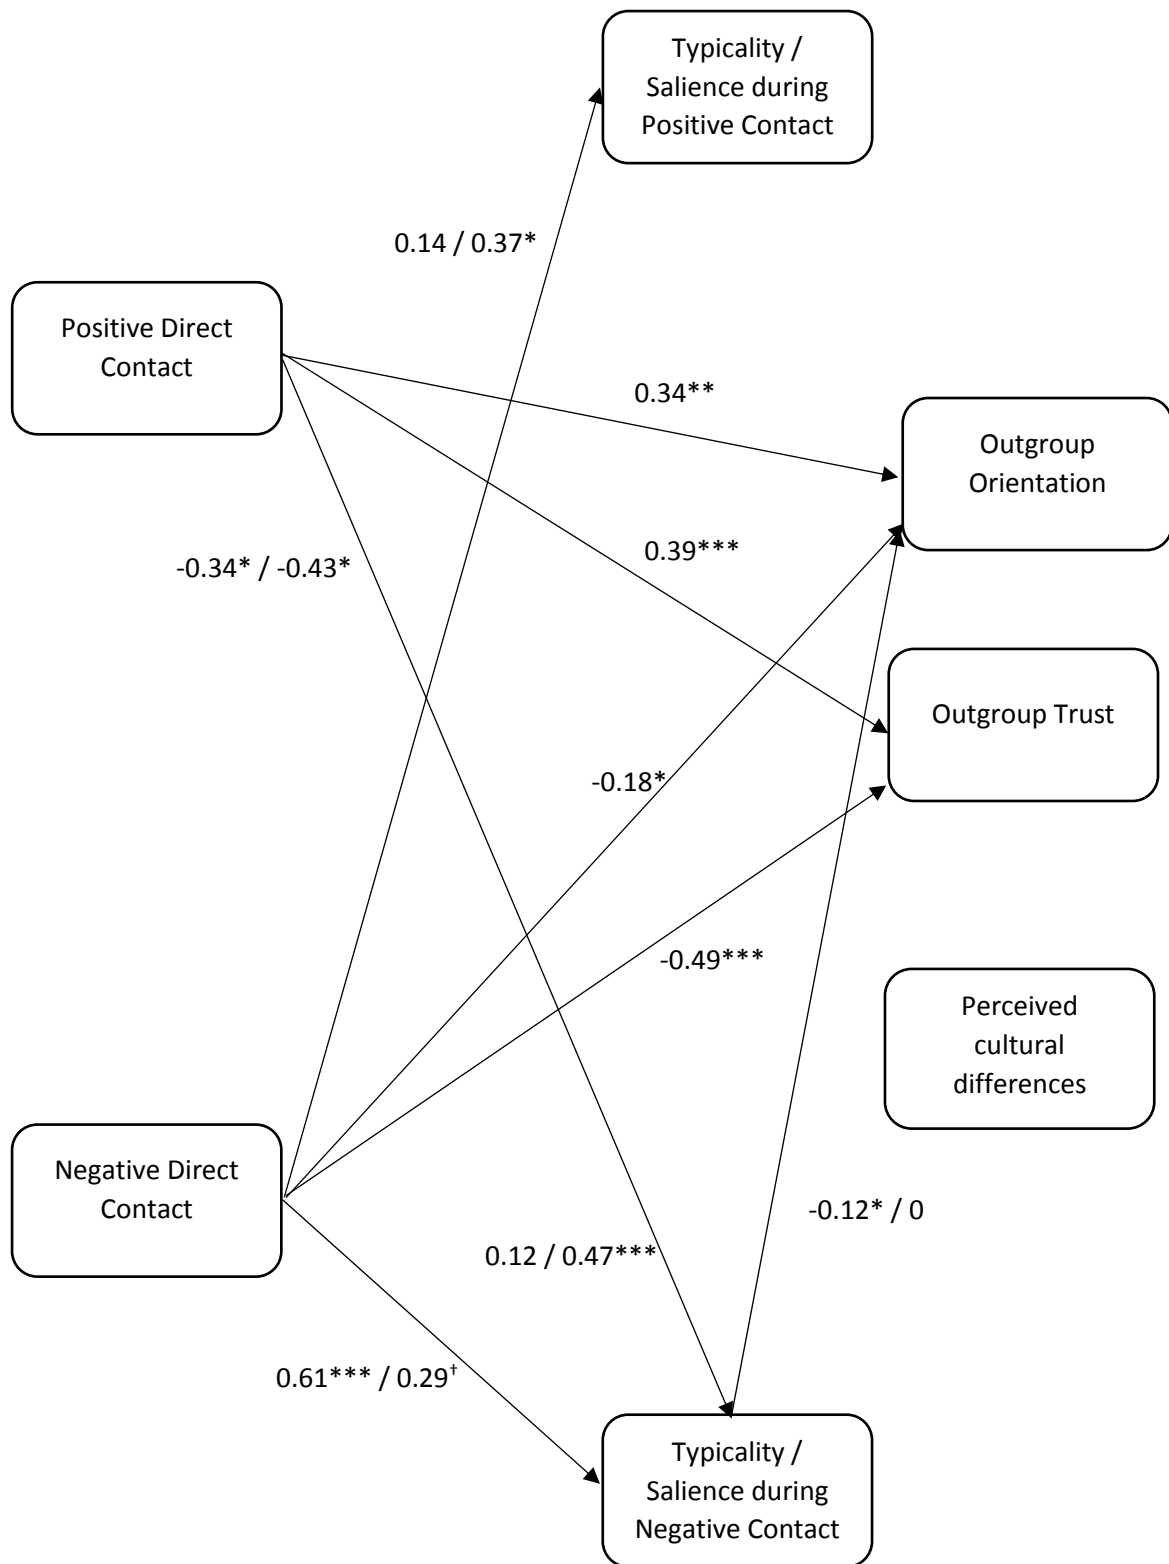 Typicality /
Salience during
Positive Contact
0.14 / 0.37*
Positive Direct
Contact
0.34**
Outgroup
Orientation
-0.34* / -0.43*
0.39***
Outgroup Trust
-0.18*
-0.49***
Perceived
cultural
differences
Negative Direct
Contact
-0.12* / 0
0.12 / 0.47***
0.61*** / 0.29†
Typicality /
Salience during
Negative Contact